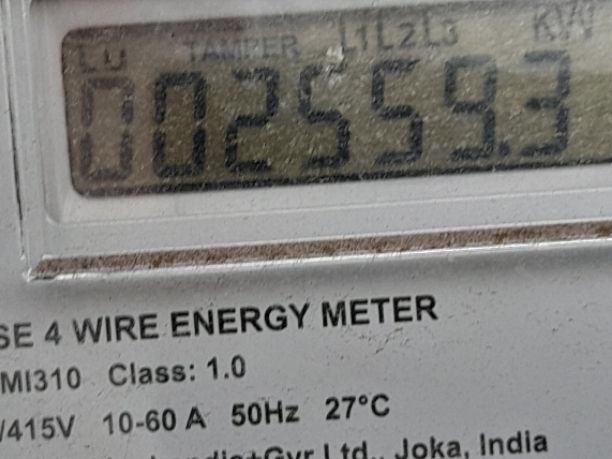 TAMPER L1L2L3
002559.3
SE 4 WIRE ENERGY METER
MI310 Class: 1.0
/415V 10-60 A 50Hz 27°C
+Gyr Ltd., Joka, India